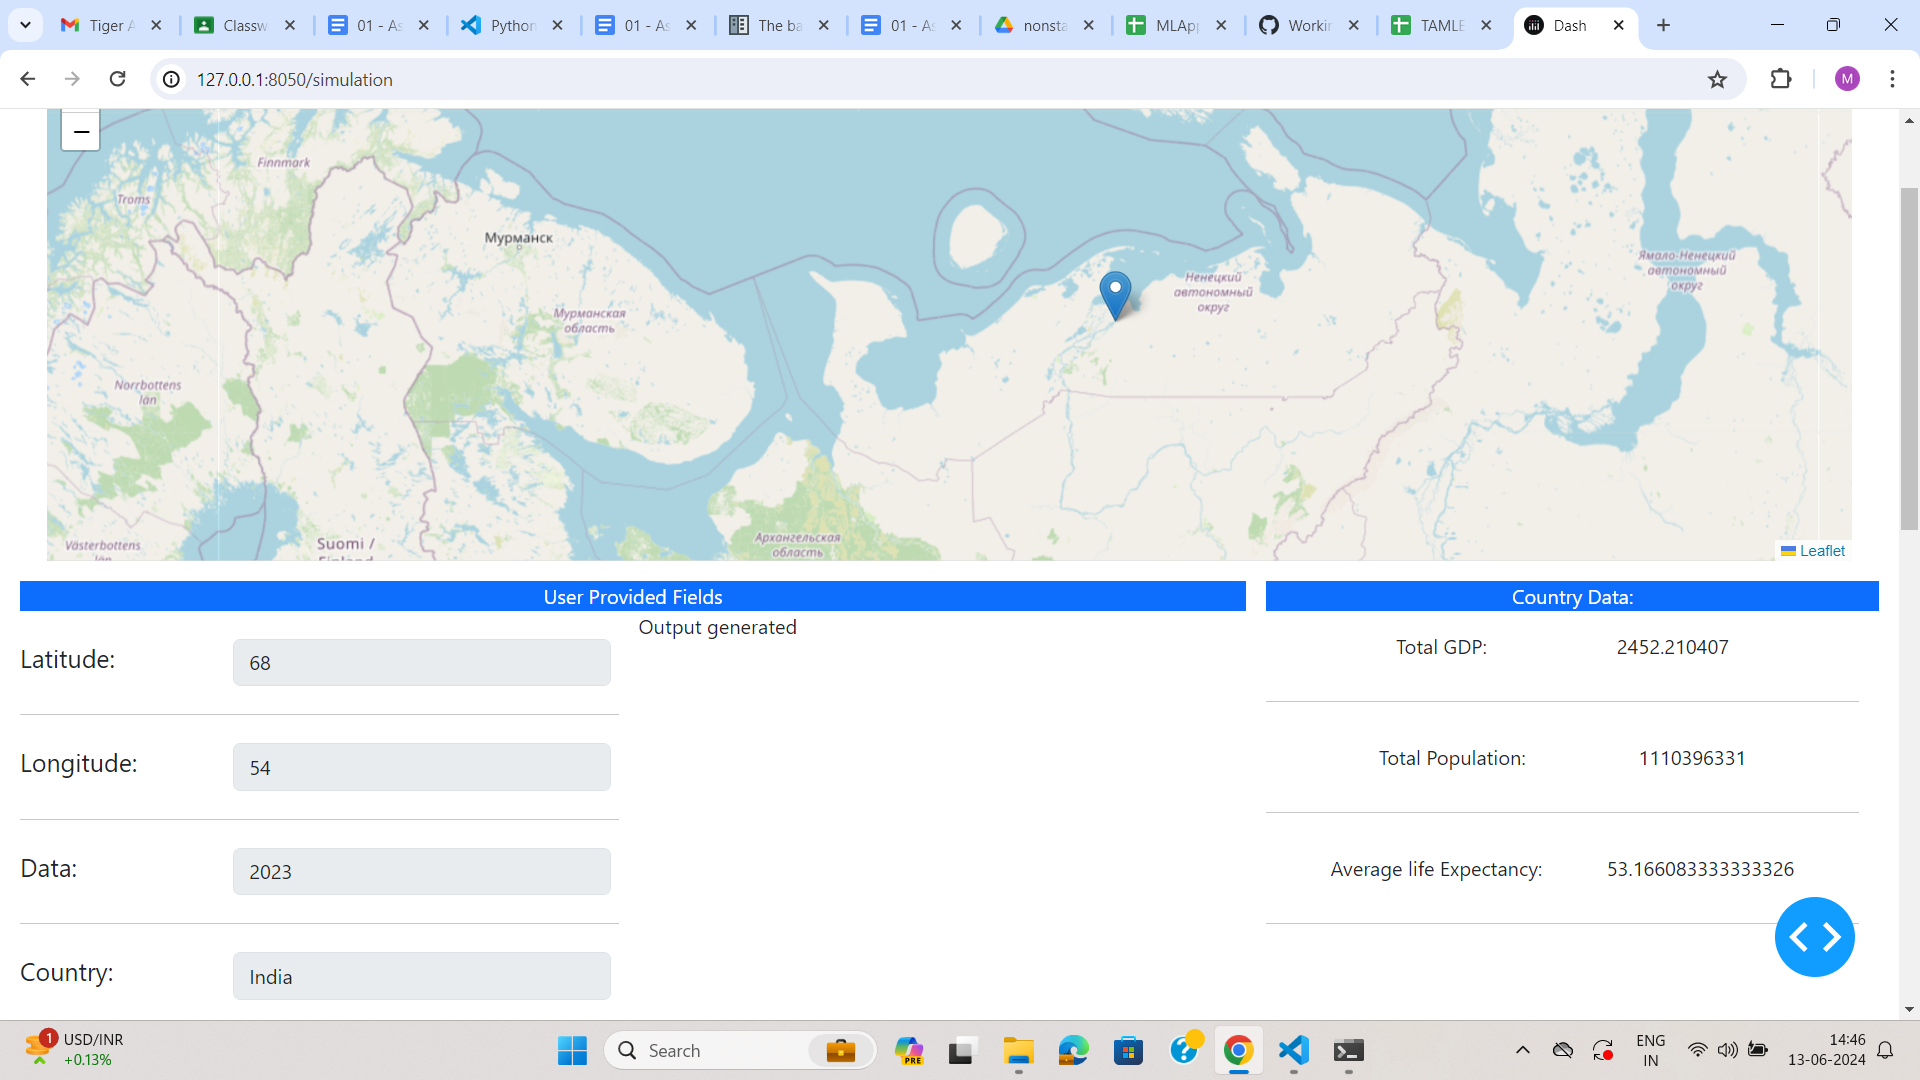 Tiger A
Classw
01 - As
Python
01 - As
The ba
01 - As
nonsta
MLApp
Workin
TAMLE
Dash
127.0.0.1:8050/simulation
M
−
Finnmark
Troms
Мурманск
Мурманская
область
Ненецкий
автономный
округ
Ямало-Ненецкий
автономный
округ
Norrbottens
län
Västerbottens
län
Suomi /
Finland
Архангельская
область
Leaflet
User Provided Fields
Output generated
Latitude:
68
Longitude:
54
Data:
2023
Country:
India
Country Data:
Total GDP:
2452.210407
Total Population:
1110396331
Average life Expectancy:
53.166083333333326
1
USD/INR
+0.13%
Search
PRE
ENG
IN
14:46
13-06-2024